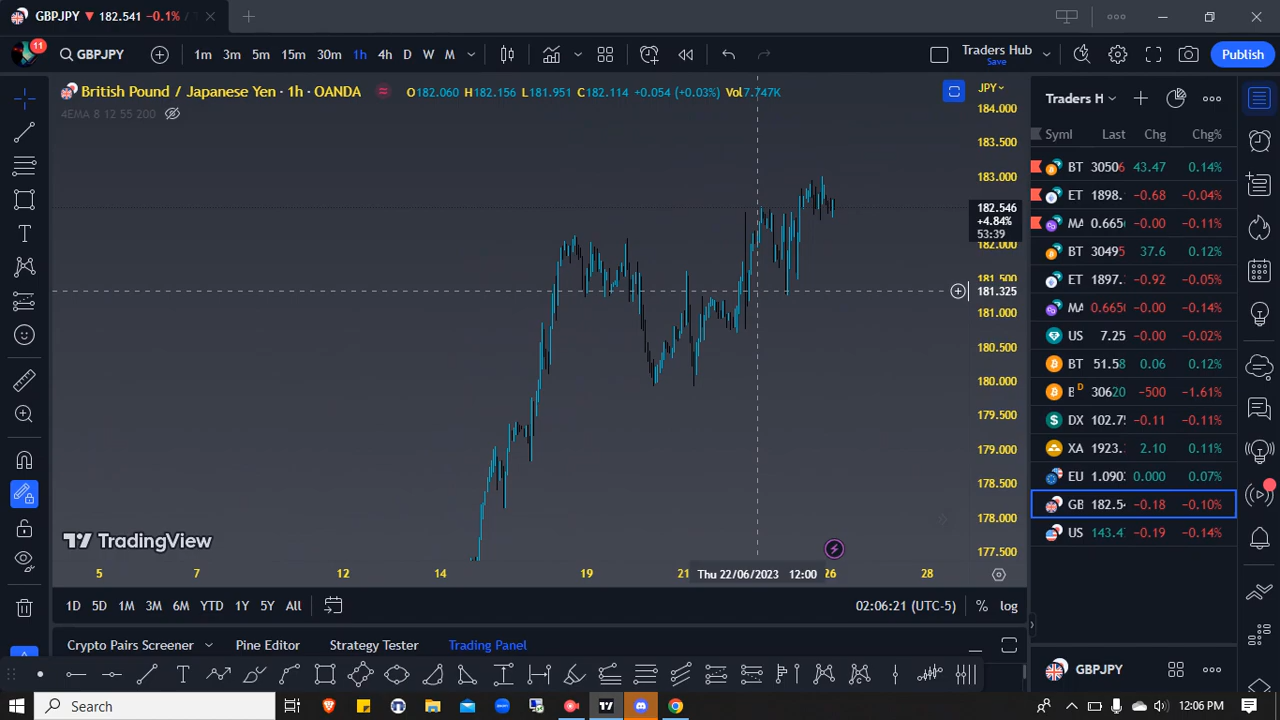 GBPJPY ▼ 182.541 −0.1% /
11
GBPJPY
1m 3m 5m 15m 30m 1h 4h D W M
Traders Hub
Save
Publish
British Pound / Japanese Yen · 1h · OANDA
O182.060 H182.156 L181.951 C182.114 +0.054 (+0.03%) Vol7.747K
4EMA 8 12 55 200
JPY
184.000
183.500
183.000
182.546
+4.84%
53:39
182.000
181.500
181.325
181.000
180.500
180.000
179.500
179.000
178.500
178.000
177.500
TradingView
5 7 12 14 19 21 Thu 22/06/2023 12:00 26 28
1D 5D 1M 3M 6M YTD 1Y 5Y All
02:06:21 (UTC-5) % log
Crypto Pairs Screener Pine Editor Strategy Tester Trading Panel
Traders H
Symb Last Chg Chg%
BT 30506 43.47 0.14%
ET 1898. −0.68 −0.04%
MA 0.665 −0.00 −0.11%
BT 30495 37.6 0.12%
ET 1897. −0.92 −0.05%
MA 0.6650 −0.00 −0.14%
US 7.25 −0.00 −0.02%
BT 51.58 0.06 0.12%
B D 30620 −500 −1.61%
DX 102.75 −0.11 −0.11%
XA 1923. 2.10 0.11%
EU 1.0907 0.000 0.07%
GB 182.54 −0.18 −0.10%
US 143.47 −0.19 −0.14%
GBPJPY
Search
12:06 PM